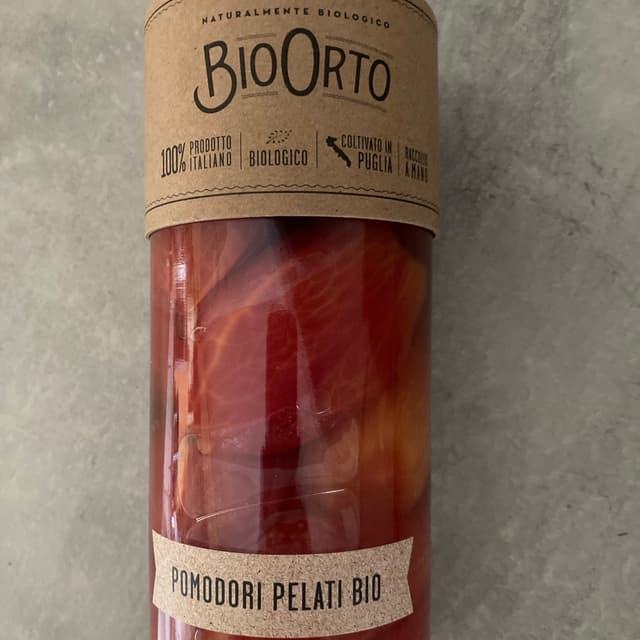 NATURALMENTE BIOLOGICO
BIOORTO
100% PRODOTTO
ITALIANO
BIOLOGICO
COLTIVATO IN
PUGLIA
RACCOLTO
A MANO
POMODORI PELATI BIO